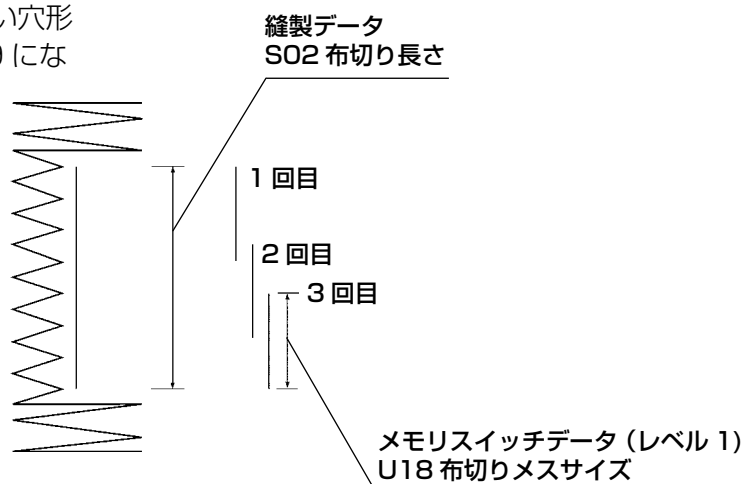 い穴形
にな
縫製データ
S02 布切り長さ
1 回目
2 回目
3 回目
メモリスイッチデータ (レベル 1)
U18 布切りメスサイズ